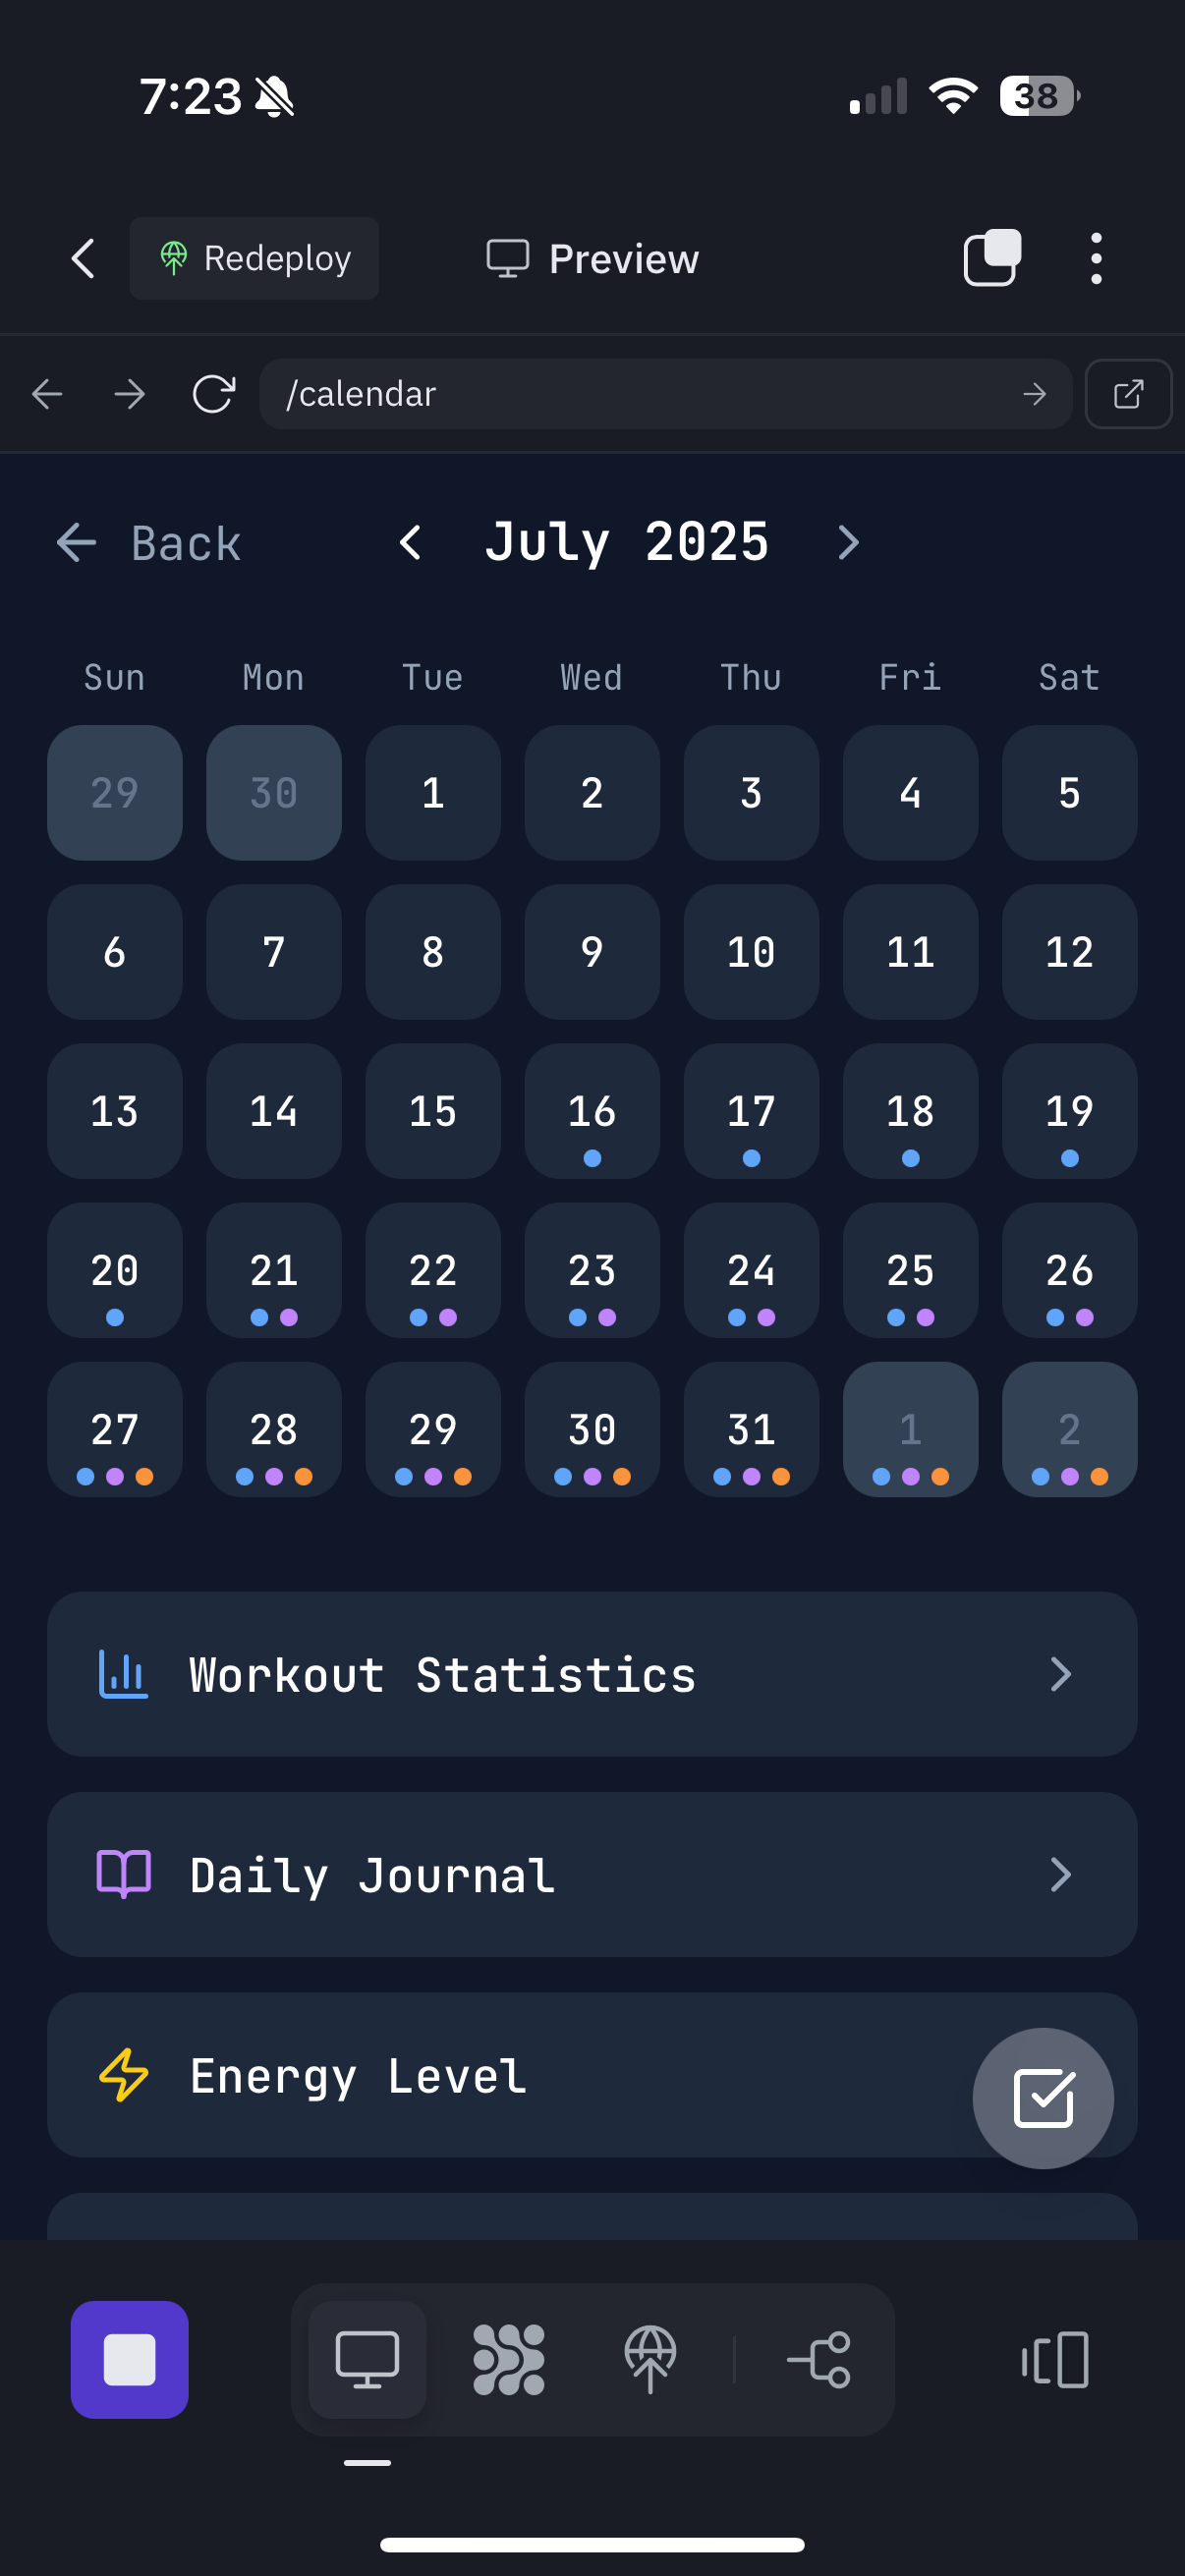 7:23 38
Redeploy Preview
/calendar
Back July 2025
Sun Mon Tue Wed Thu Fri Sat
29 30 1 2 3 4 5
6 7 8 9 10 11 12
13 14 15 16 17 18 19
20 21 22 23 24 25 26
27 28 29 30 31 1 2
Workout Statistics
Daily Journal
Energy Level